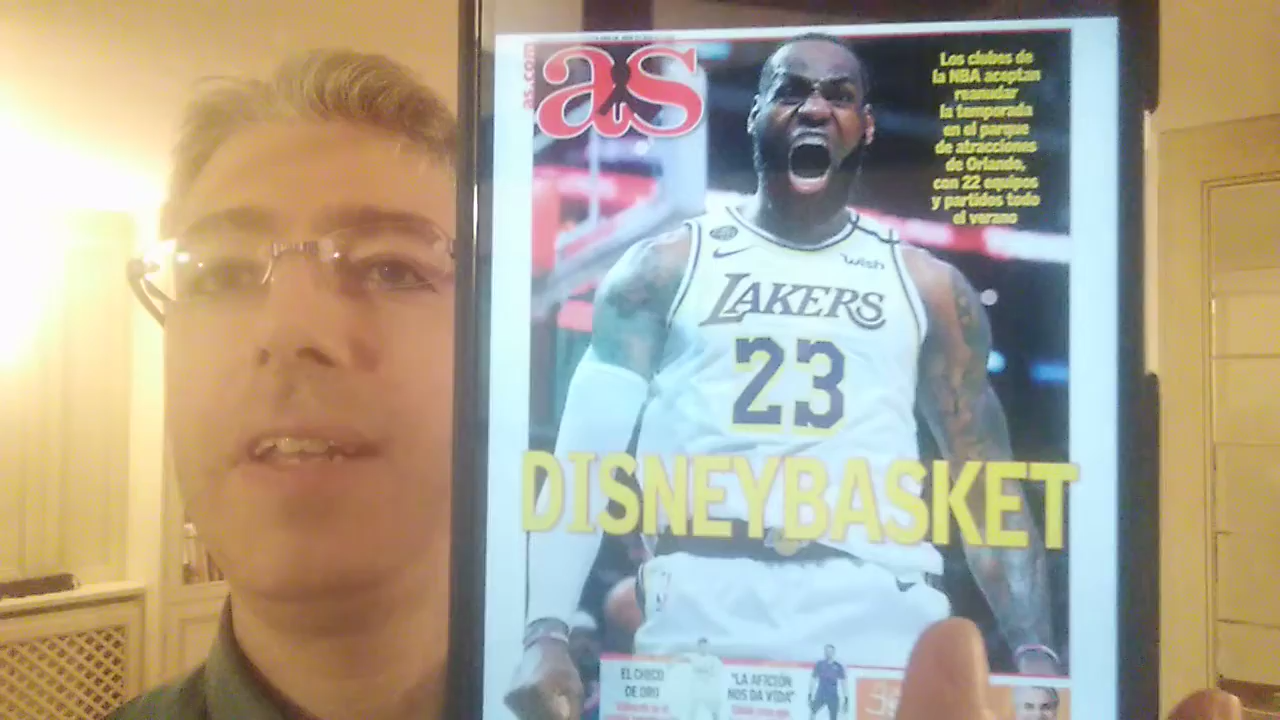 as.com
as
Los clubes de
la NBA aceptan
reanudar
la temporada
en el parque
de atracciones
de Orlando,
con 22 equipos
y partidos todo
el verano
wish
LAKERS
23
DISNEYBASKET
EL CHICO
DE ORO
"LA AFICIÓN
NOS DA VIDA"